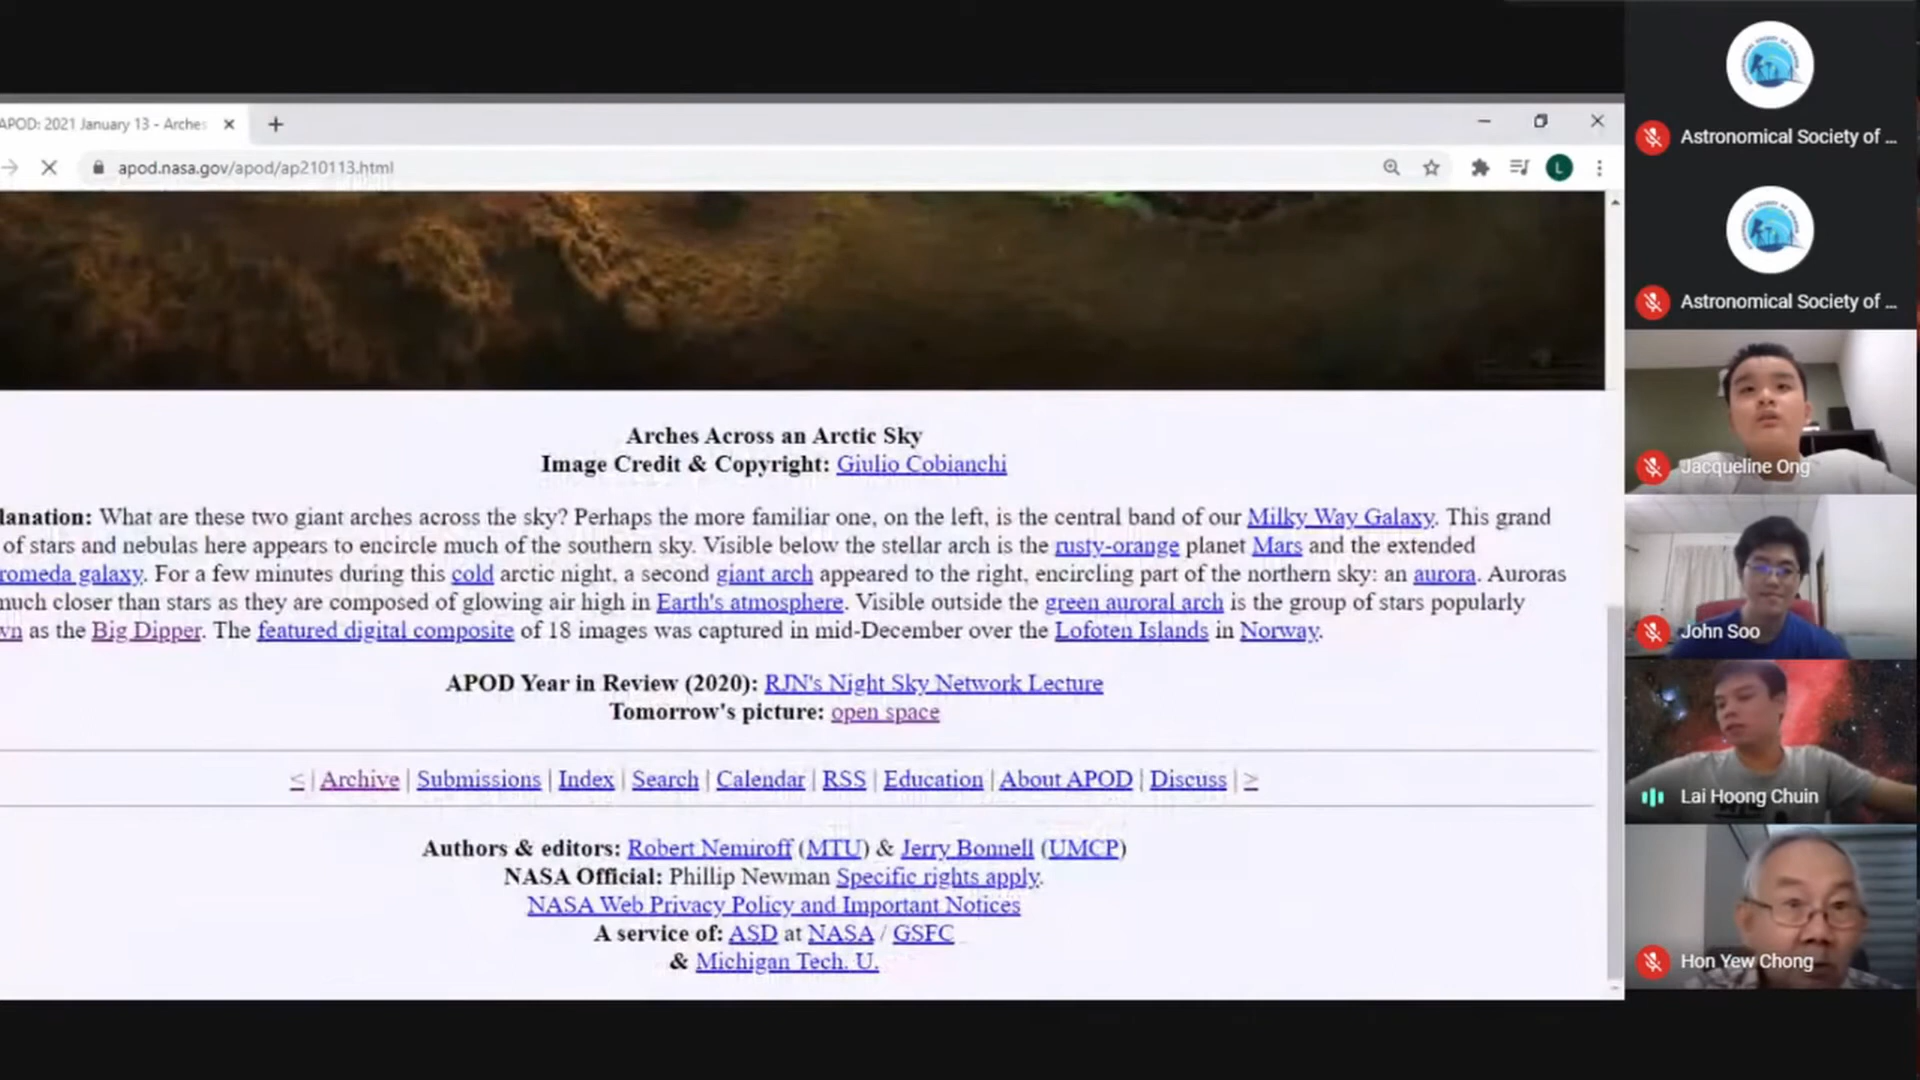 APOD: 2021 January 13 - Arches
apod.nasa.gov/apod/ap210113.html
L
Arches Across an Arctic Sky
Image Credit & Copyright: Giulio Cobianchi
lanation: What are these two giant arches across the sky? Perhaps the more familiar one, on the left, is the central band of our Milky Way Galaxy. This grand
of stars and nebulas here appears to encircle much of the southern sky. Visible below the stellar arch is the rusty-orange planet Mars and the extended
romeda galaxy. For a few minutes during this cold arctic night, a second giant arch appeared to the right, encircling part of the northern sky: an aurora. Auroras
much closer than stars as they are composed of glowing air high in Earth's atmosphere. Visible outside the green auroral arch is the group of stars popularly
wn as the Big Dipper. The featured digital composite of 18 images was captured in mid-December over the Lofoten Islands in Norway.
APOD Year in Review (2020): RJN's Night Sky Network Lecture
Tomorrow's picture: open space
< | Archive | Submissions | Index | Search | Calendar | RSS | Education | About APOD | Discuss | >
Authors & editors: Robert Nemiroff (MTU) & Jerry Bonnell (UMCP)
NASA Official: Phillip Newman Specific rights apply.
NASA Web Privacy Policy and Important Notices
A service of: ASD at NASA / GSFC
& Michigan Tech. U.
Astronomical Society of ...
Astronomical Society of ...
Jacqueline Ong
John Soo
Lai Hoong Chuin
Hon Yew Chong